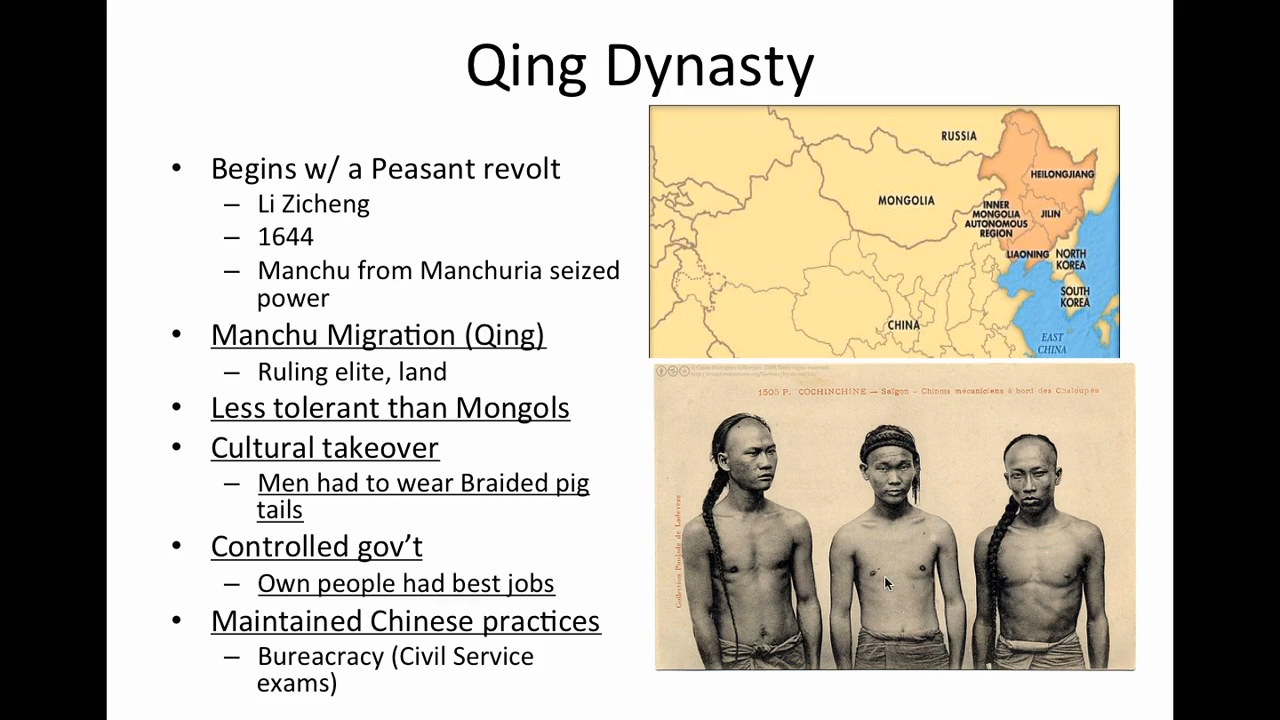 Qing Dynasty
• Begins w/ a Peasant revolt
– Li Zicheng
– 1644
– Manchu from Manchuria seized
power
• Manchu Migration (Qing)
– Ruling elite, land
• Less tolerant than Mongols
• Cultural takeover
– Men had to wear Braided pig
tails
• Controlled gov't
– Own people had best jobs
• Maintained Chinese practices
– Bureacracy (Civil Service
exams)
RUSSIA
HEILONGJIANG
MONGOLIA
INNER
MONGOLIA
AUTONOMOUS
REGION
JILIN
LIAONING
NORTH
KOREA
SOUTH
KOREA
CHINA
EAST
CHINA
1505 P. COCHINCHINE — Saïgon - Chinois mécaniciens à bord des Chaloupes
Collection Poujade de Ladevèze